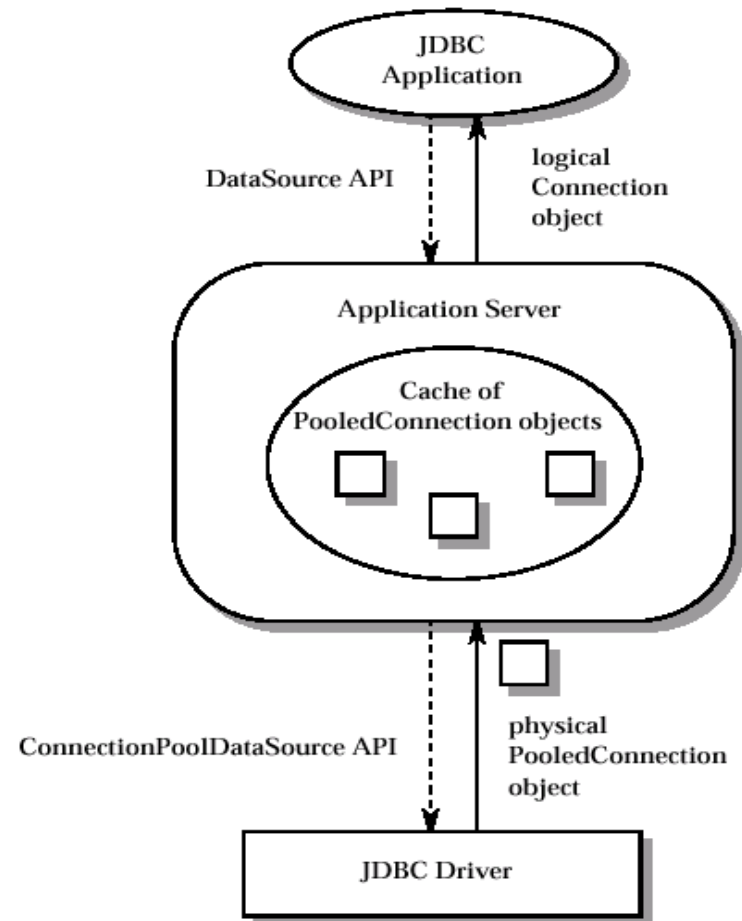 JDBC
Application
DataSource API
logical
Connection
object
Application Server
Cache of
PooledConnection objects
ConnectionPoolDataSource API
physical
PooledConnection
object
JDBC Driver